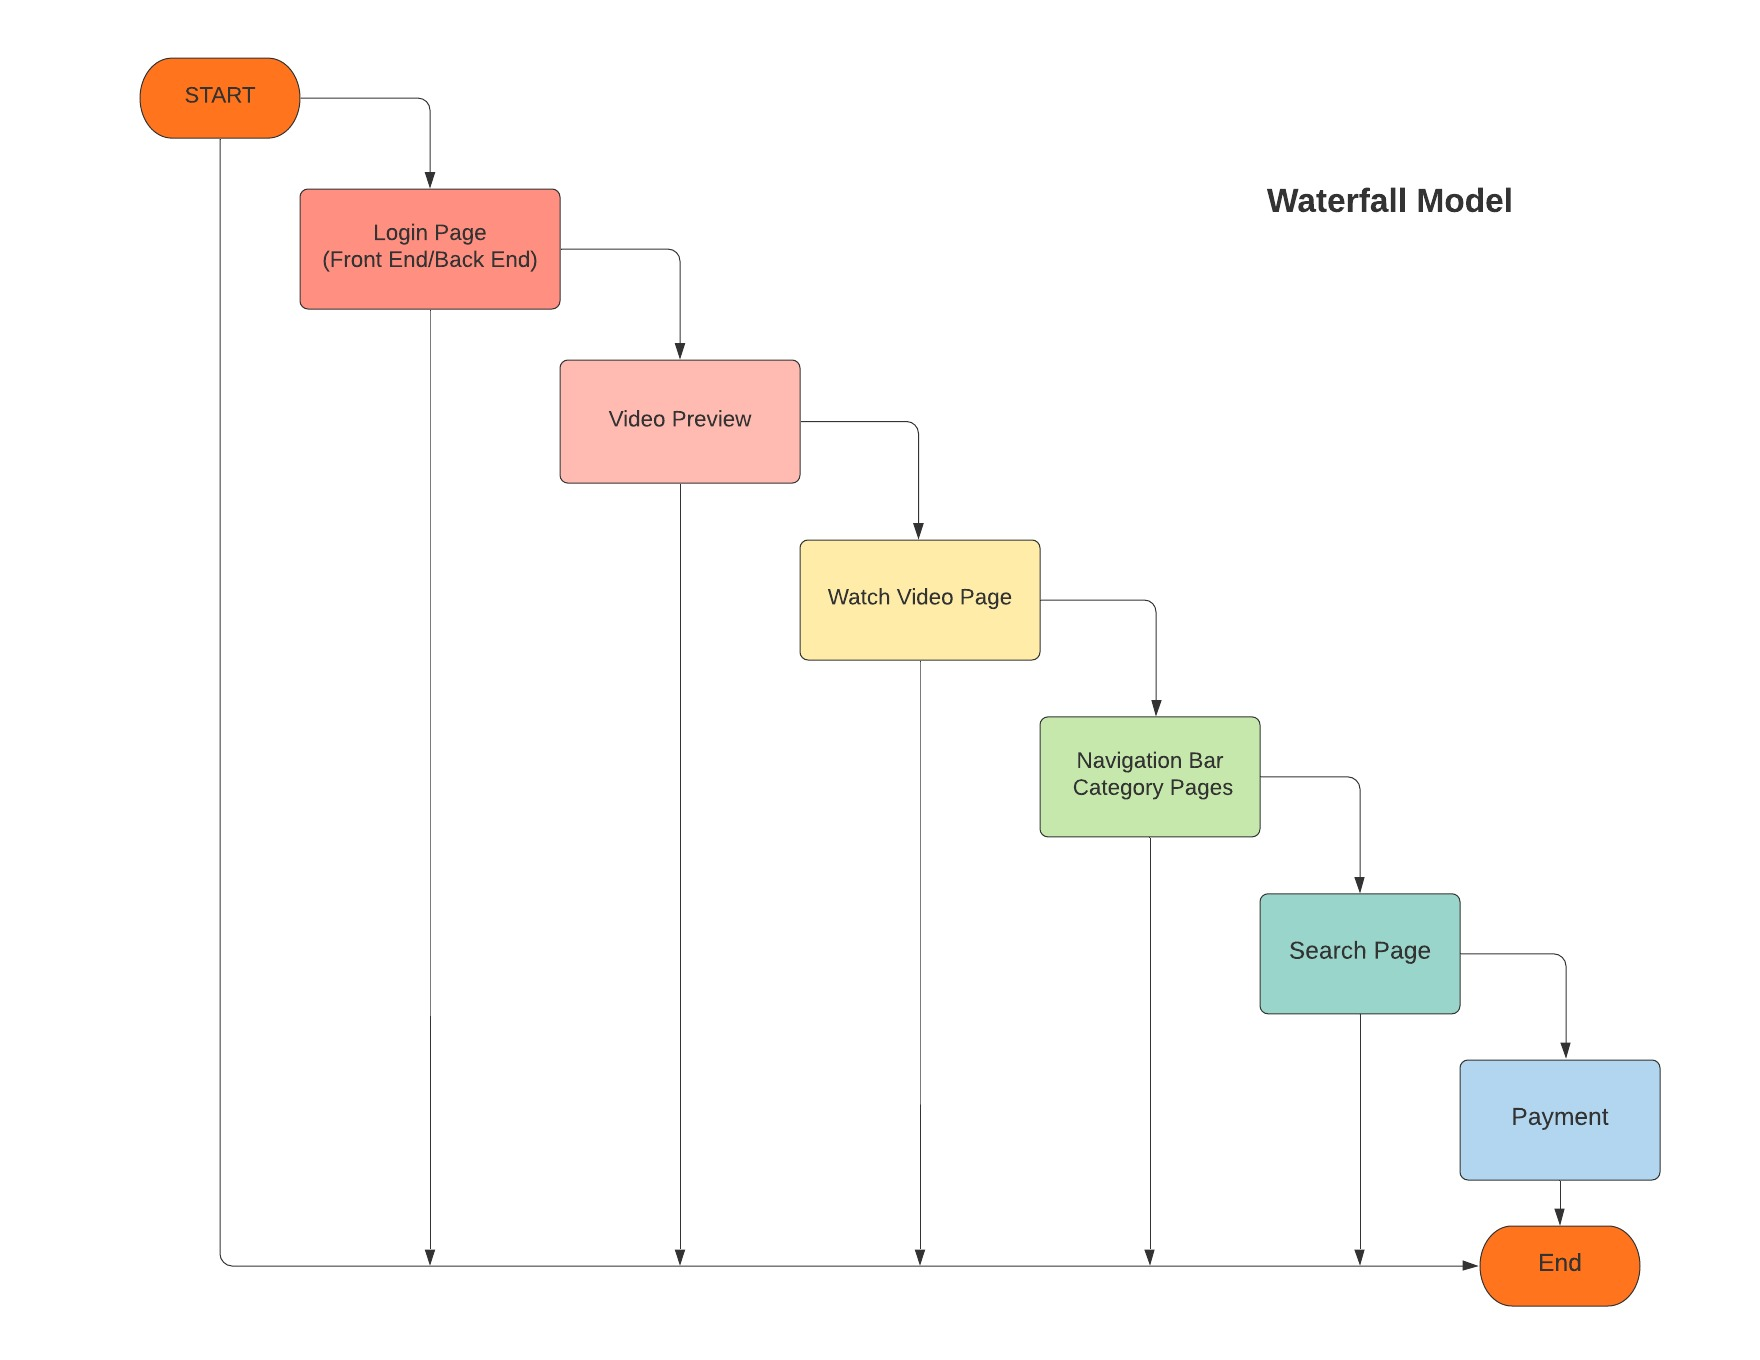 START
Waterfall Model
Login Page
(Front End/Back End)
Video Preview
Watch Video Page
Navigation Bar
Category Pages
Search Page
Payment
End